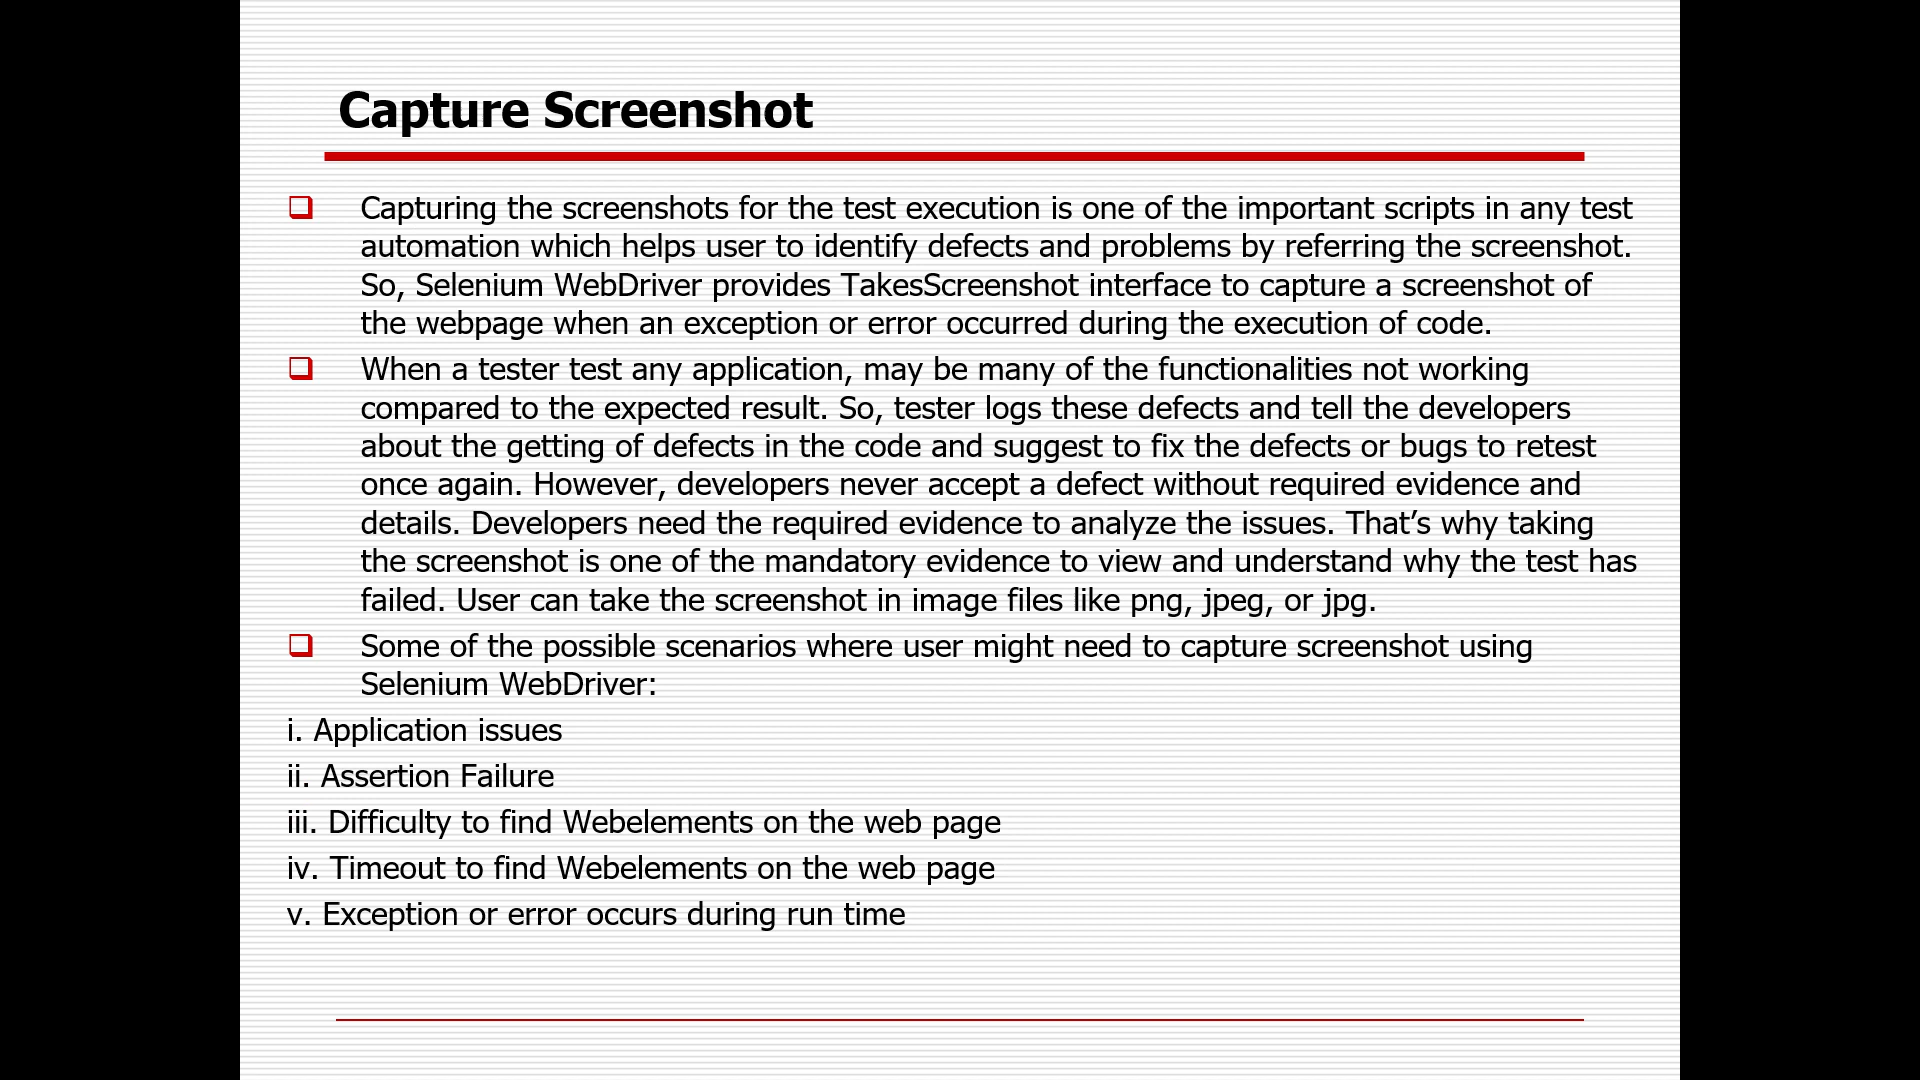 Capture Screenshot
Capturing the screenshots for the test execution is one of the important scripts in any test
automation which helps user to identify defects and problems by referring the screenshot.
So, Selenium WebDriver provides TakesScreenshot interface to capture a screenshot of
the webpage when an exception or error occurred during the execution of code.
When a tester test any application, may be many of the functionalities not working
compared to the expected result. So, tester logs these defects and tell the developers
about the getting of defects in the code and suggest to fix the defects or bugs to retest
once again. However, developers never accept a defect without required evidence and
details. Developers need the required evidence to analyze the issues. That’s why taking
the screenshot is one of the mandatory evidence to view and understand why the test has
failed. User can take the screenshot in image files like png, jpeg, or jpg.
Some of the possible scenarios where user might need to capture screenshot using
Selenium WebDriver:
i. Application issues
ii. Assertion Failure
iii. Difficulty to find Webelements on the web page
iv. Timeout to find Webelements on the web page
v. Exception or error occurs during run time